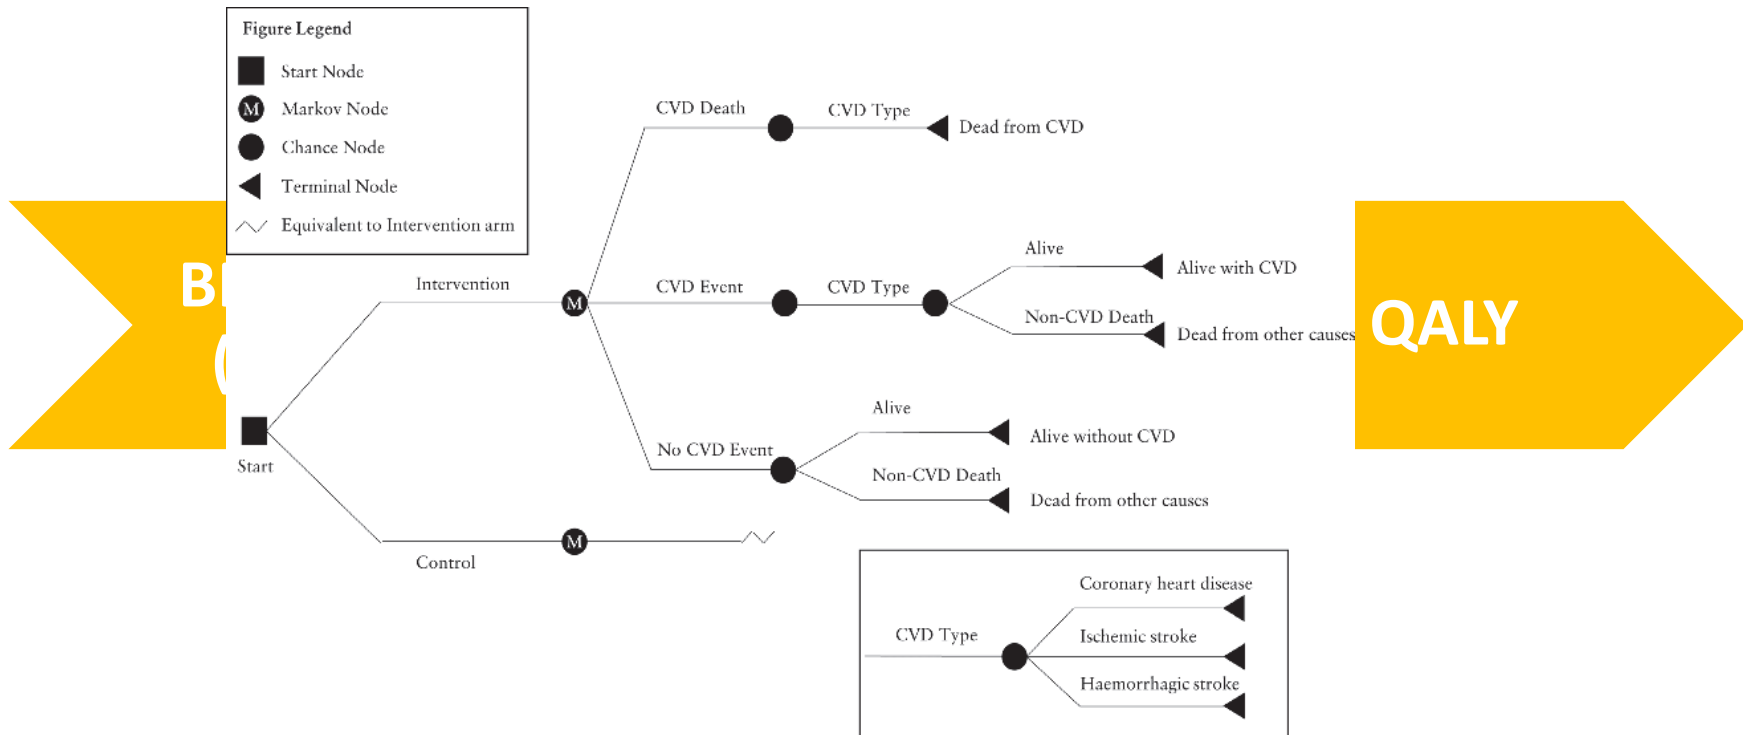 Figure Legend
Start Node
M Markov Node
Chance Node
Terminal Node
Equivalent to Intervention arm
CVD Death
CVD Type
Dead from CVD
Alive
Alive with CVD
Intervention
M
CVD Event
CVD Type
Non-CVD Death
Dead from other causes
QALY
Alive
Alive without CVD
No CVD Event
Non-CVD Death
Dead from other causes
Start
Control
M
Coronary heart disease
CVD Type
Ischemic stroke
Haemorrhagic stroke